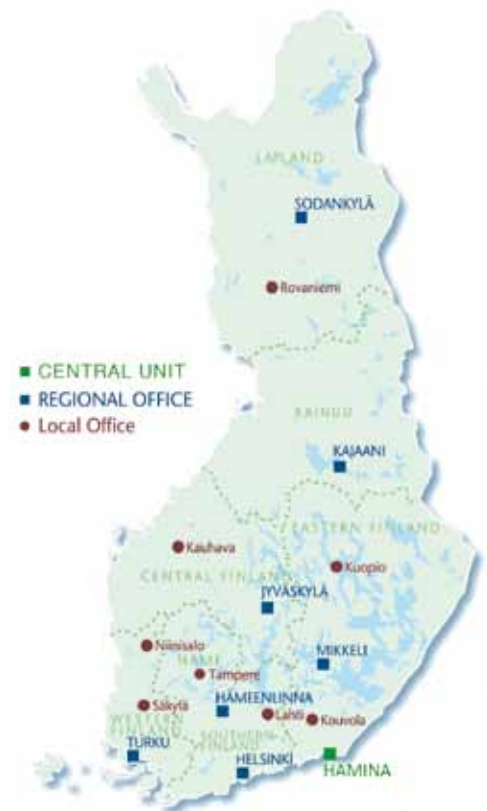 LAPLAND
SODANKYLÄ
Rovaniemi
CENTRAL UNIT
REGIONAL OFFICE
Local Office
KAINUU
KAJAANI
EASTERN FINLAND
Kauhava
Kuopio
CENTRAL FINLAND
JYVÄSKYLÄ
Niinisalo
HÄME
MIKKELI
Tampere
Säkylä
HÄMEENLINNA
Lahti
Kouvola
WESTERN
FINLAND
SOUTHERN
FINLAND
TURKU
HELSINKI
HAMINA